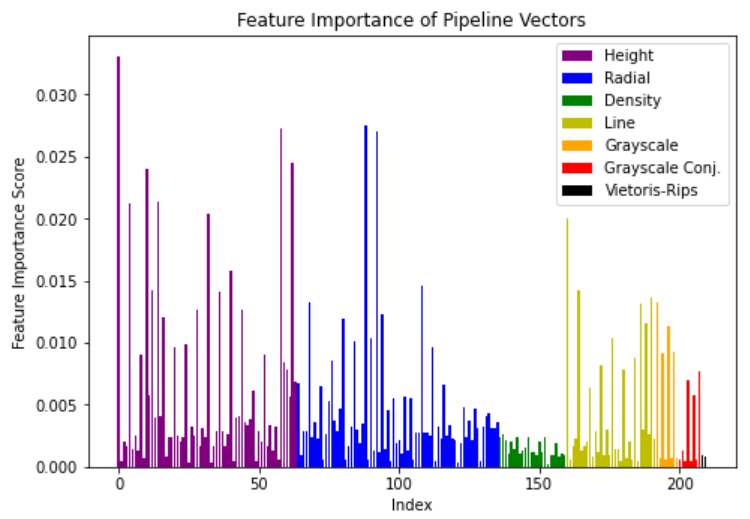 Feature Importance of Pipeline Vectors
Feature Importance Score
0.030
0.025
0.020
0.015
0.010
0.005
0.000
Height
Radial
Density
Line
Grayscale
Grayscale Conj.
Vietoris-Rips
0
50
100
150
200
Index